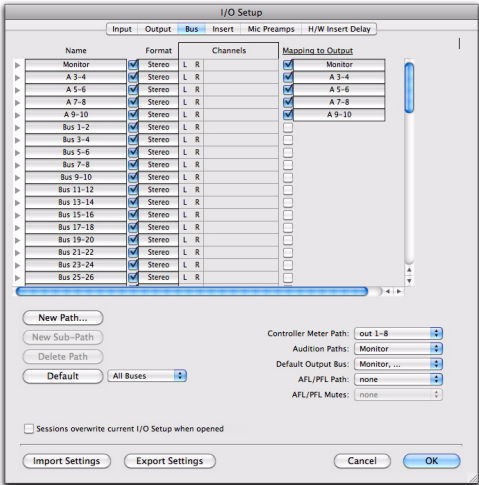 I/O Setup
Input Output Bus Insert Mic Preamps H/W Insert Delay
Name Format Channels Mapping to Output
Monitor Stereo L R Monitor
A 3-4 Stereo L R A 3-4
A 5-6 Stereo L R A 5-6
A 7-8 Stereo L R A 7-8
A 9-10 Stereo L R A 9-10
Bus 1-2 Stereo L R
Bus 3-4 Stereo L R
Bus 5-6 Stereo L R
Bus 7-8 Stereo L R
Bus 9-10 Stereo L R
Bus 11-12 Stereo L R
Bus 13-14 Stereo L R
Bus 15-16 Stereo L R
Bus 17-18 Stereo L R
Bus 19-20 Stereo L R
Bus 21-22 Stereo L R
Bus 23-24 Stereo L R
Bus 25-26 Stereo L R
New Path...
New Sub-Path
Delete Path
Default All Buses
Controller Meter Path: out 1-8
Audition Paths: Monitor
Default Output Bus: Monitor, ...
AFL/PFL Path: none
AFL/PFL Mutes: none
Sessions overwrite current I/O Setup when opened
Import Settings Export Settings Cancel OK